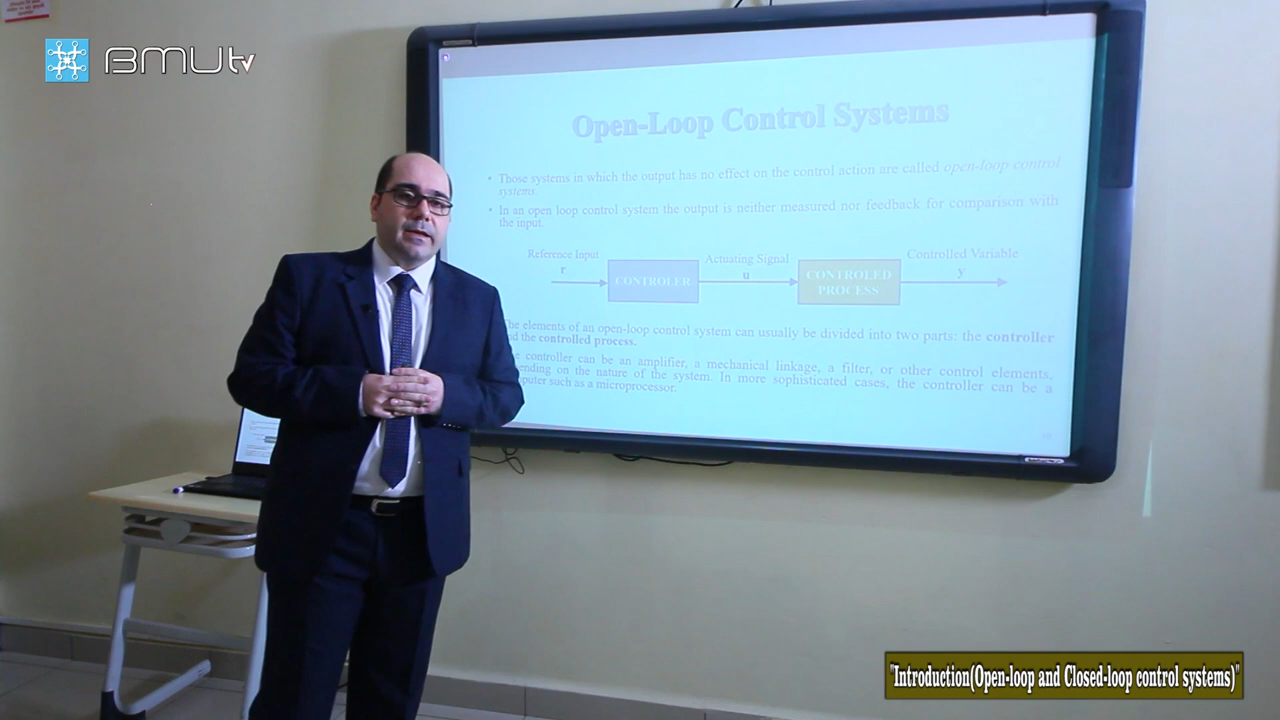 BMUtv
Open-Loop Control Systems
• Those systems in which the output has no effect on the control action are called open-loop control
systems.
• In an open loop control system the output is neither measured nor feedback for comparison with
the input.
Reference Input
r
CONTROLER
Actuating Signal
u
CONTROLED
PROCESS
Controlled Variable
y
The elements of an open-loop control system can usually be divided into two parts: the controller
and the controlled process.
controller can be an amplifier, a mechanical linkage, a filter, or other control elements,
depending on the nature of the system. In more sophisticated cases, the controller can be a
computer such as a microprocessor.
"Introduction(Open-loop and Closed-loop control systems)"